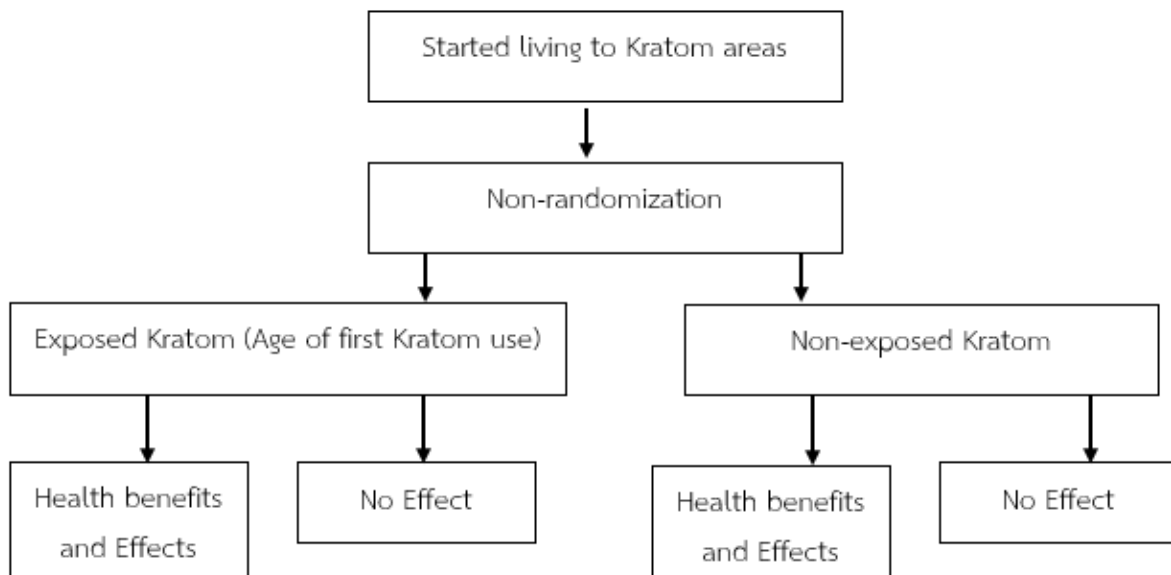 Started living to Kratom areas
Non-randomization
Exposed Kratom (Age of first Kratom use)
Non-exposed Kratom
Health benefits
and Effects
No Effect
Health benefits
and Effects
No Effect